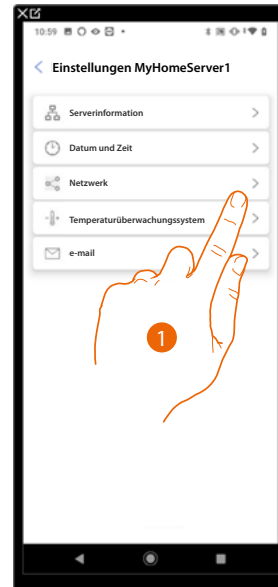 10:59
Einstellungen MyHomeServer1
Serverinformation
Datum und Zeit
Netzwerk
Temperaturüberwachungssystem
e-mail
1